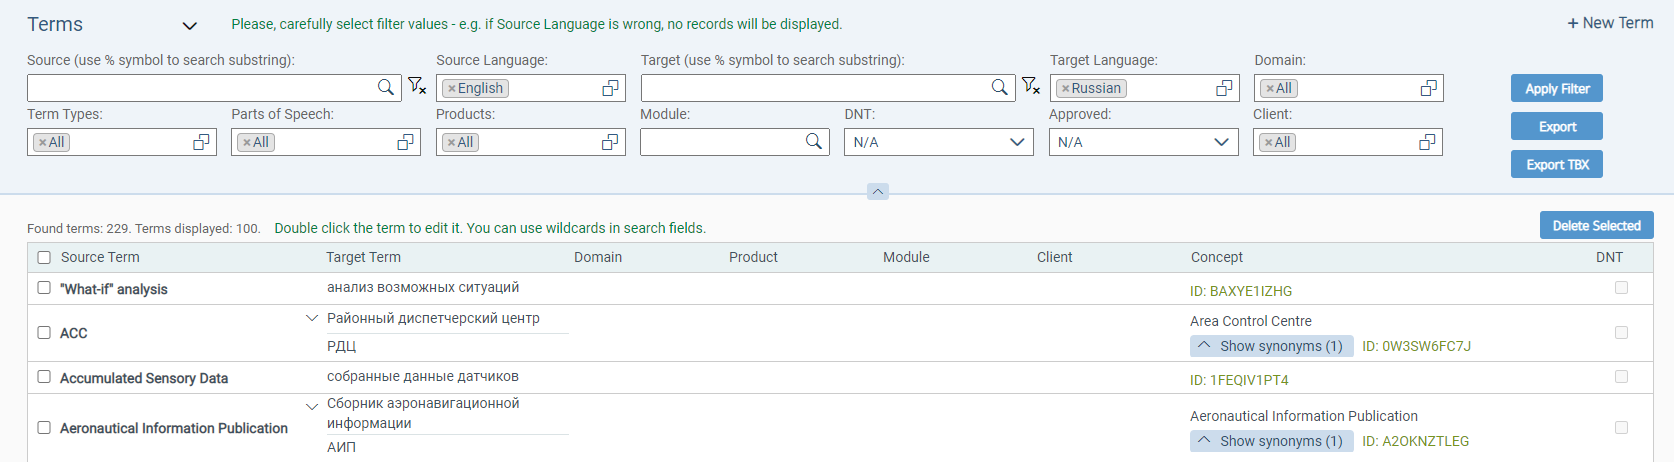 Terms
Please, carefully select filter values - e.g. if Source Language is wrong, no records will be displayed.
+ New Term
Source (use % symbol to search substring):
Source Language:
Target (use % symbol to search substring):
Target Language:
Domain:
×English
×Russian
×All
Apply Filter
Term Types:
Parts of Speech:
Products:
Module:
DNT:
Approved:
Client:
Export
×All
×All
×All
N/A
N/A
×All
Export TBX
Found terms: 229. Terms displayed: 100.
Double click the term to edit it. You can use wildcards in search fields.
Delete Selected
Source Term
Target Term
Domain
Product
Module
Client
Concept
DNT
"What-if" analysis
анализ возможных ситуаций
ID: BAXYE1IZHG
ACC
Районный диспетчерский центр
РДЦ
Area Control Centre
Show synonyms (1)
ID: 0W3SW6FC7J
Accumulated Sensory Data
собранные данные датчиков
ID: 1FEQIV1PT4
Aeronautical Information Publication
Сборник аэронавигационной
информации
АИП
Aeronautical Information Publication
Show synonyms (1)
ID: A2OKNZTLEG